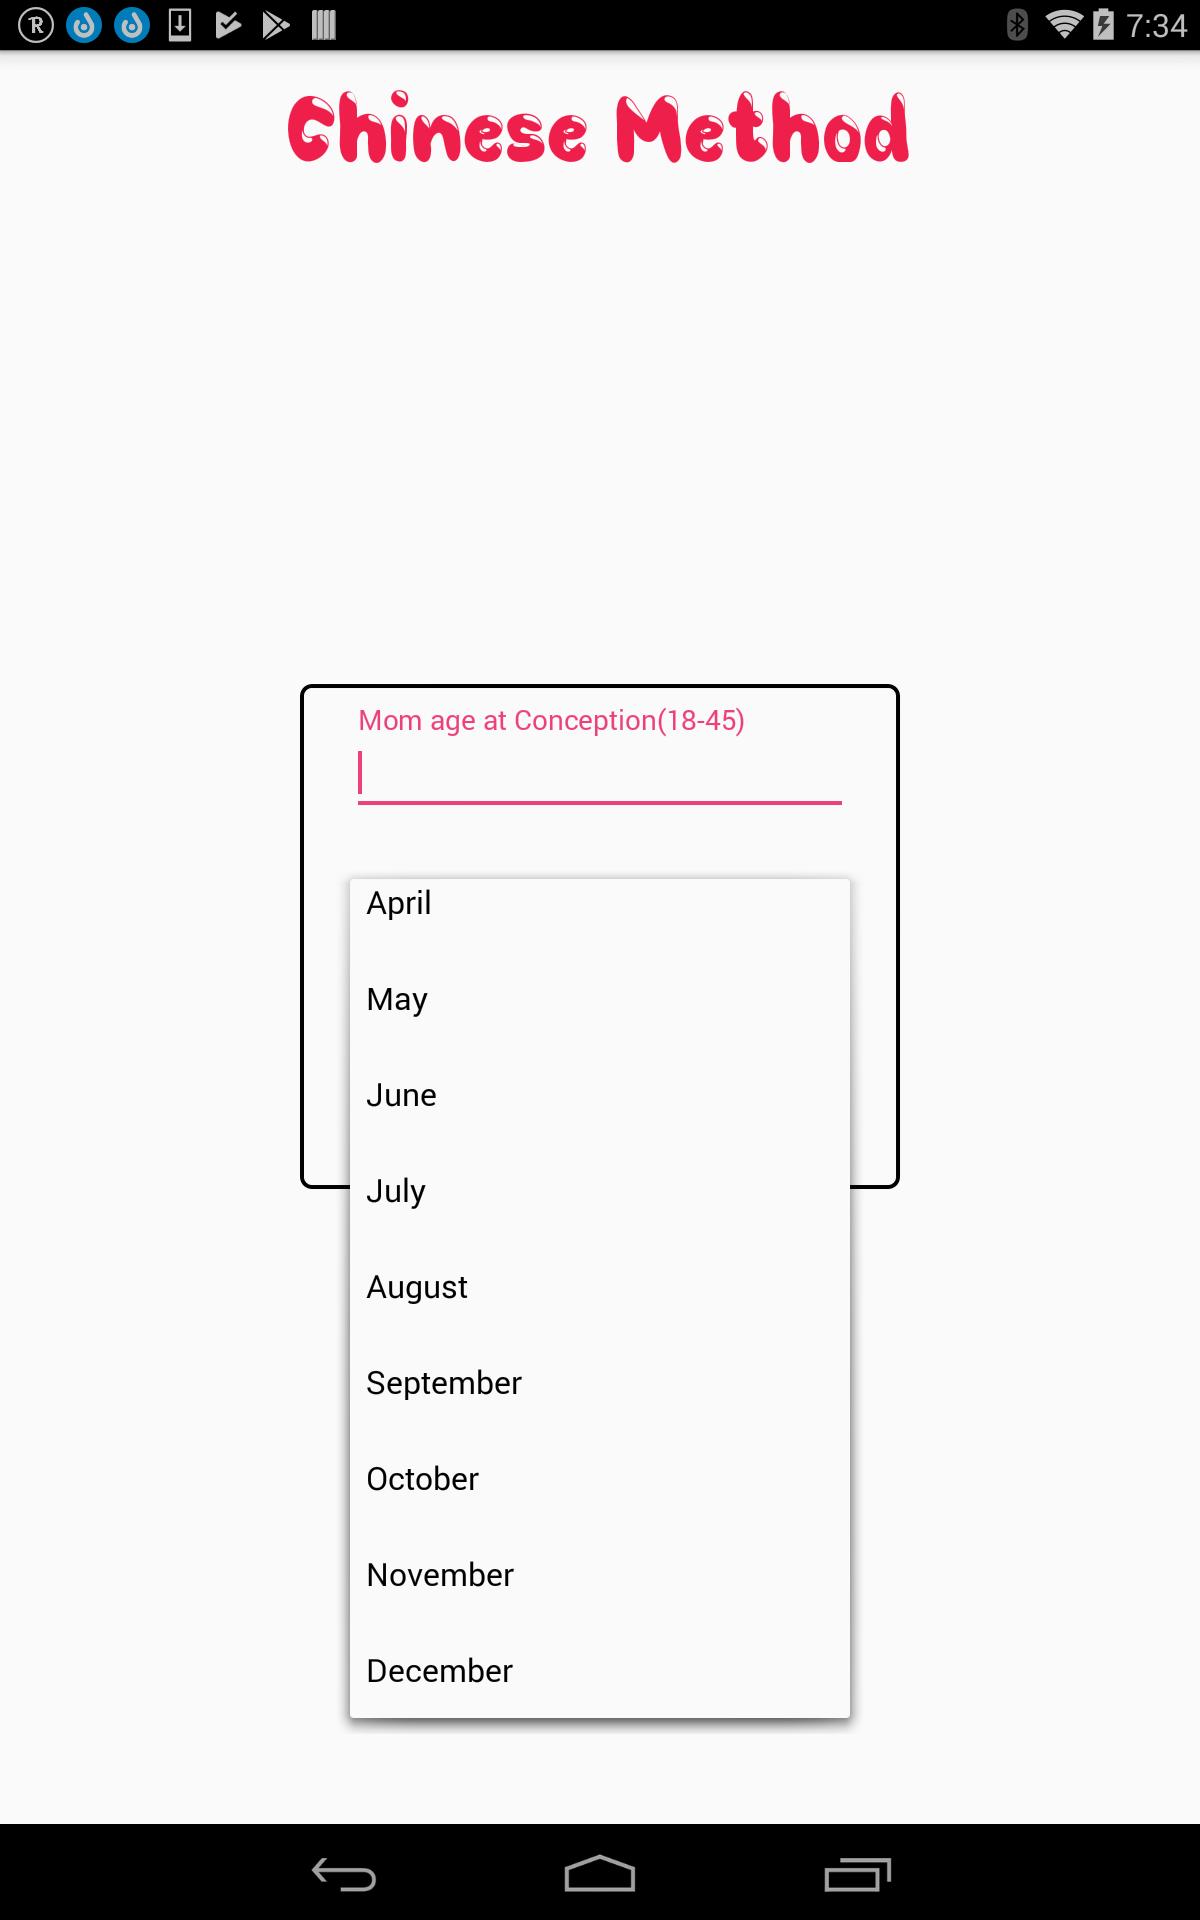 7:34
Chinese Method
Mom age at Conception(18-45)
April
May
June
July
August
September
October
November
December